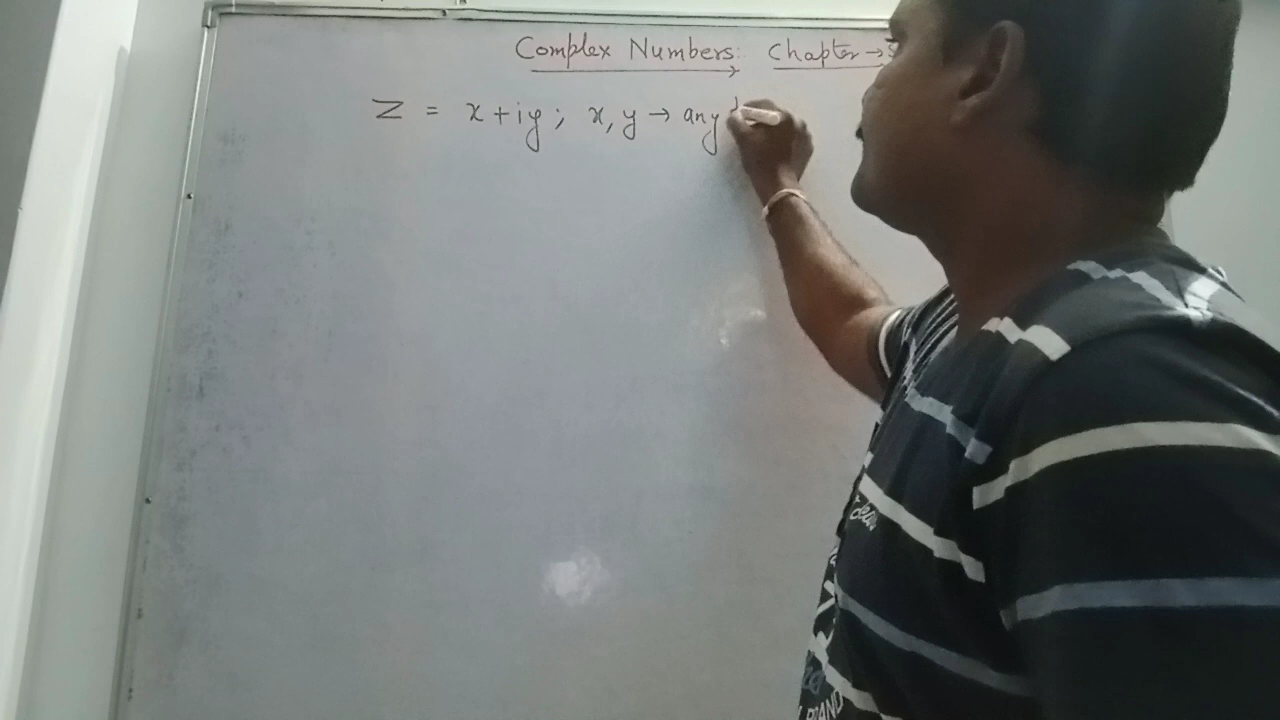 Complex Numbers: Chapter →
Z = x + iy ; x, y → any